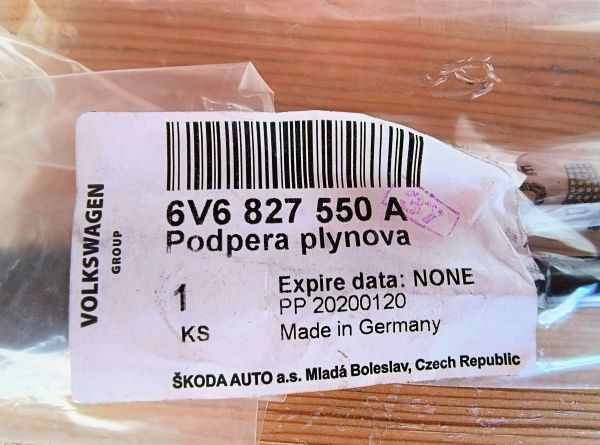 VOLKSWAGEN
GROUP
6V6 827 550 A
Podpera plynova
1
KS
Expire data: NONE
PP 20200120
Made in Germany
ŠKODA AUTO a.s. Mladá Boleslav, Czech Republic